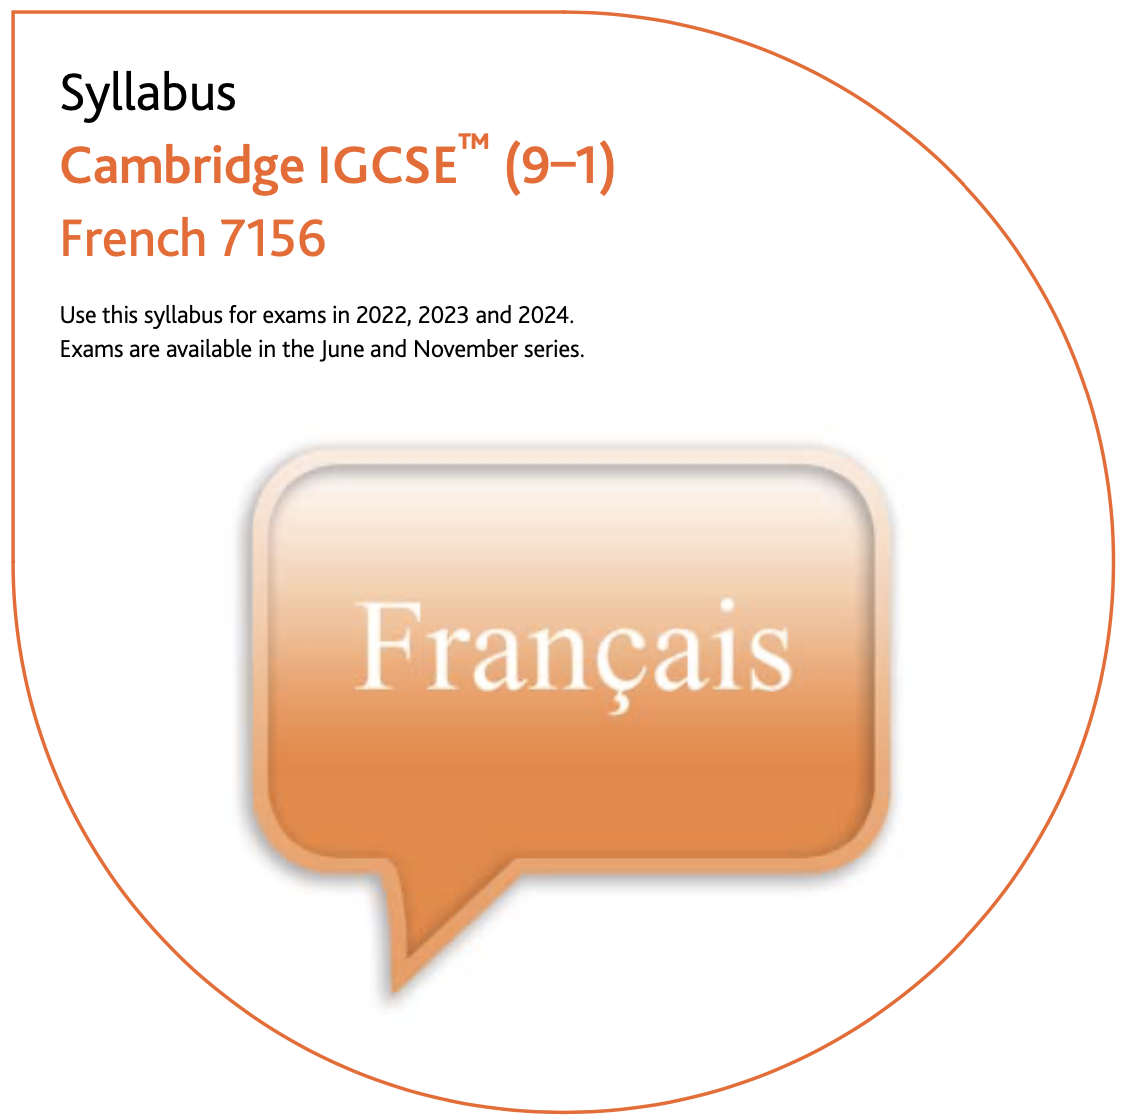 Syllabus
Cambridge IGCSE™ (9–1)
French 7156
Use this syllabus for exams in 2022, 2023 and 2024.
Exams are available in the June and November series.
Français